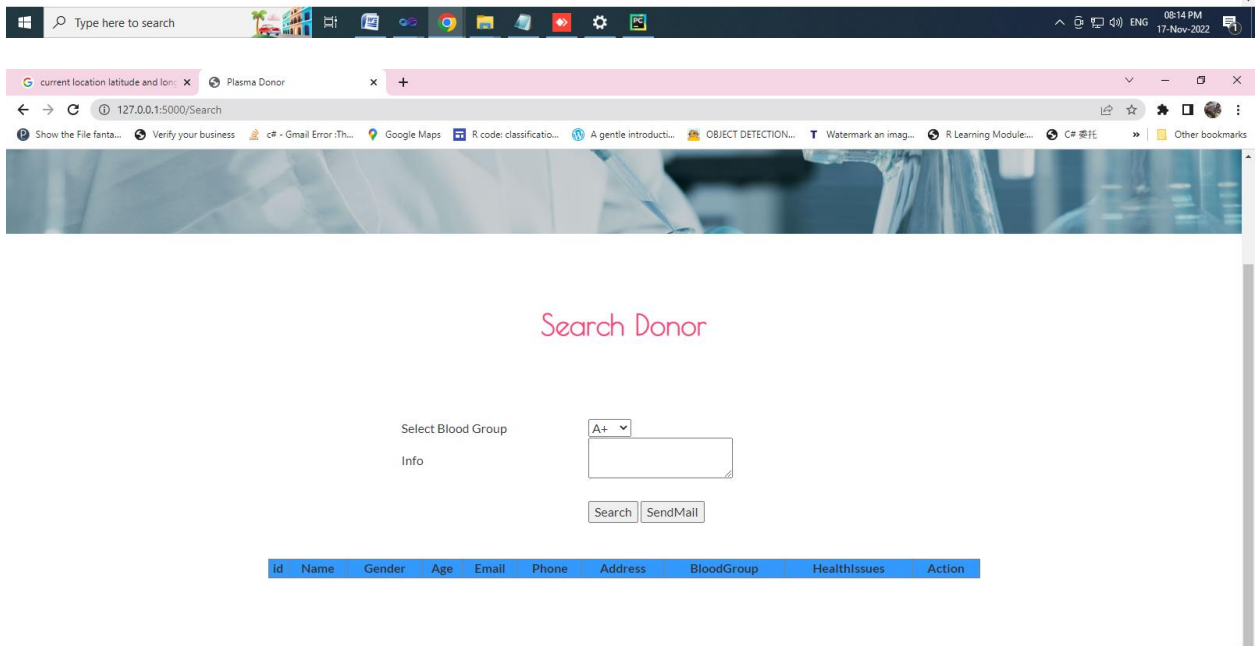 Type here to search
ENG
08:14 PM
17-Nov-2022
1
current location latitude and long
Plasma Donor
127.0.0.1:5000/Search
Show the File fanta... Verify your business c# - Gmail Error :Th... Google Maps R code: classificatio... A gentle introducti... OBJECT DETECTION... T Watermark an imag... R Learning Module:... C# 委托 » Other bookmarks
Search Donor
Select Blood Group A+
Info
Search SendMail
id Name Gender Age Email Phone Address BloodGroup HealthIssues Action